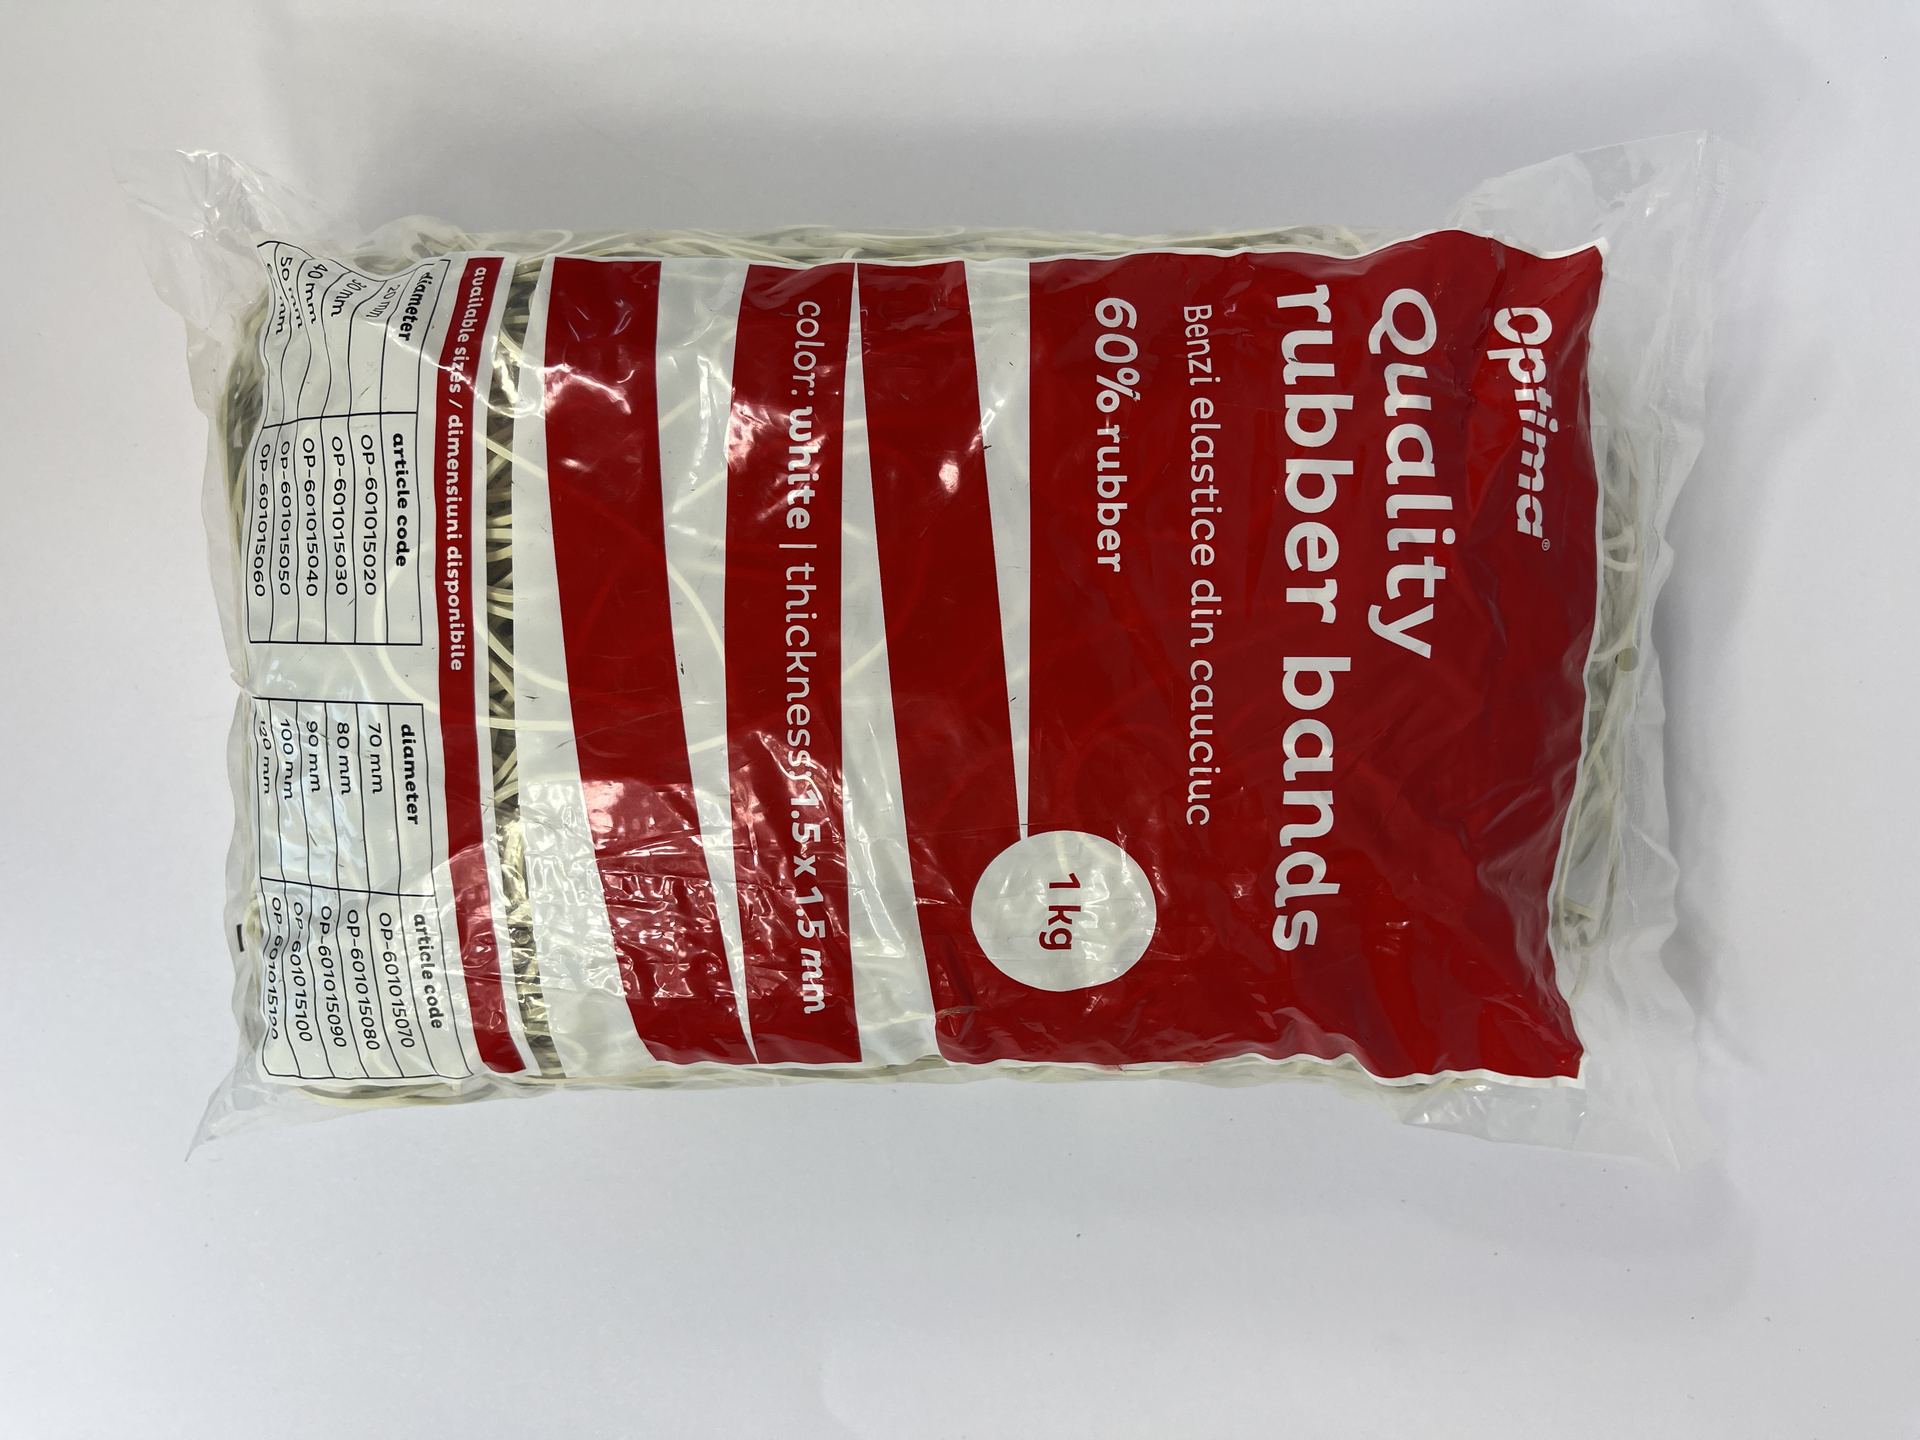 Optima®
Quality
rubber bands
Benzi elastice din cauciuc
60% rubber
1 kg
color: white | thickness: 1.5 x 1.5 mm
available sizes / dimensiuni disponibile
diameter article code
20 mm OP-601015020
30 mm OP-601015030
40 mm OP-601015040
50 mm OP-601015050
mm OP-601015060
diameter article code
70 mm OP-601015070
80 mm OP-601015080
90 mm OP-601015090
100 mm OP-601015100
120 mm OP-601015120